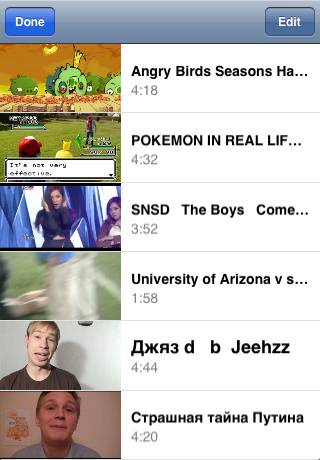 Done
Edit
Angry Birds Seasons Ha...
4:18
POKEMON IN REAL LIF...
4:32
It's not very
effective.
SNSD The Boys Come...
3:52
University of Arizona v s...
1:58
Джяз d b Jeehzz
4:44
Страшная тайна Путина
4:20